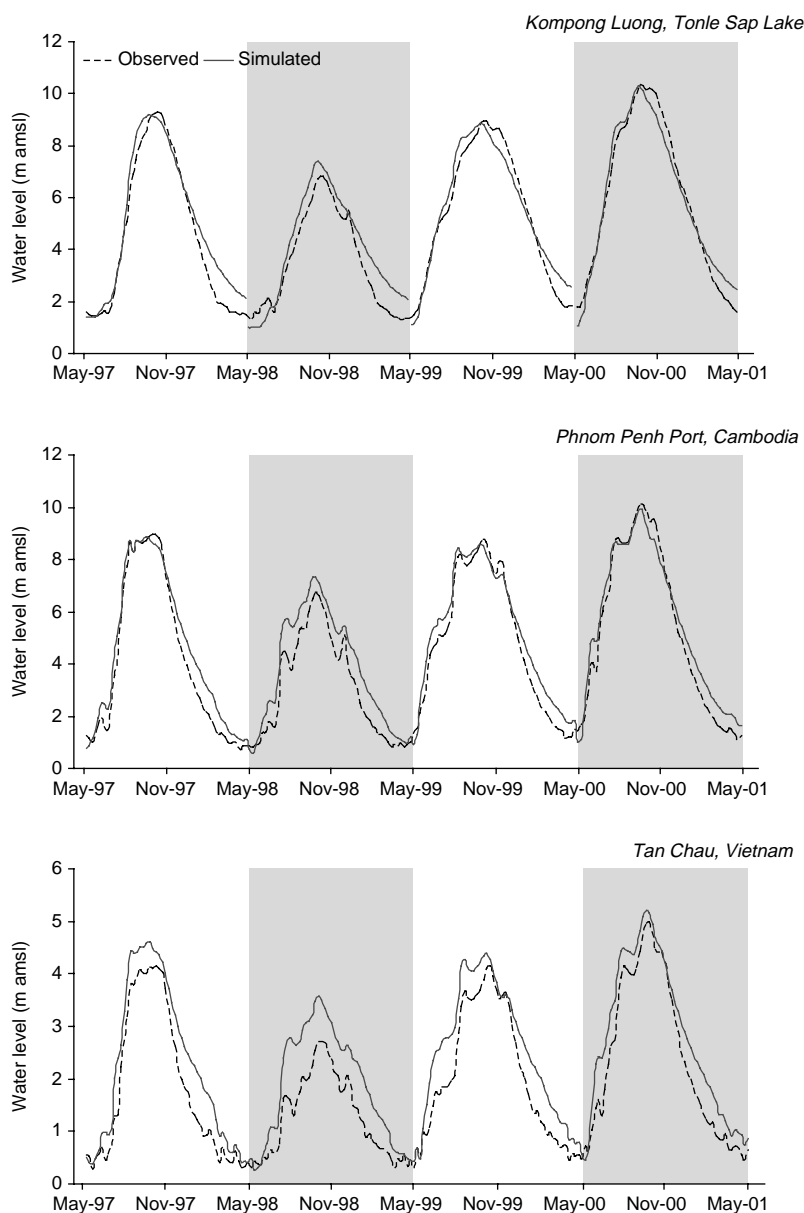 Kompong Luong, Tonle Sap Lake
12
Observed Simulated
10
8
6
4
2
0
Water level (m amsl)
May-97 Nov-97 May-98 Nov-98 May-99 Nov-99 May-00 Nov-00 May-01
Phnom Penh Port, Cambodia
12
10
8
6
4
2
0
Water level (m amsl)
May-97 Nov-97 May-98 Nov-98 May-99 Nov-99 May-00 Nov-00 May-01
Tan Chau, Vietnam
6
5
4
3
2
1
0
Water level (m amsl)
May-97 Nov-97 May-98 Nov-98 May-99 Nov-99 May-00 Nov-00 May-01